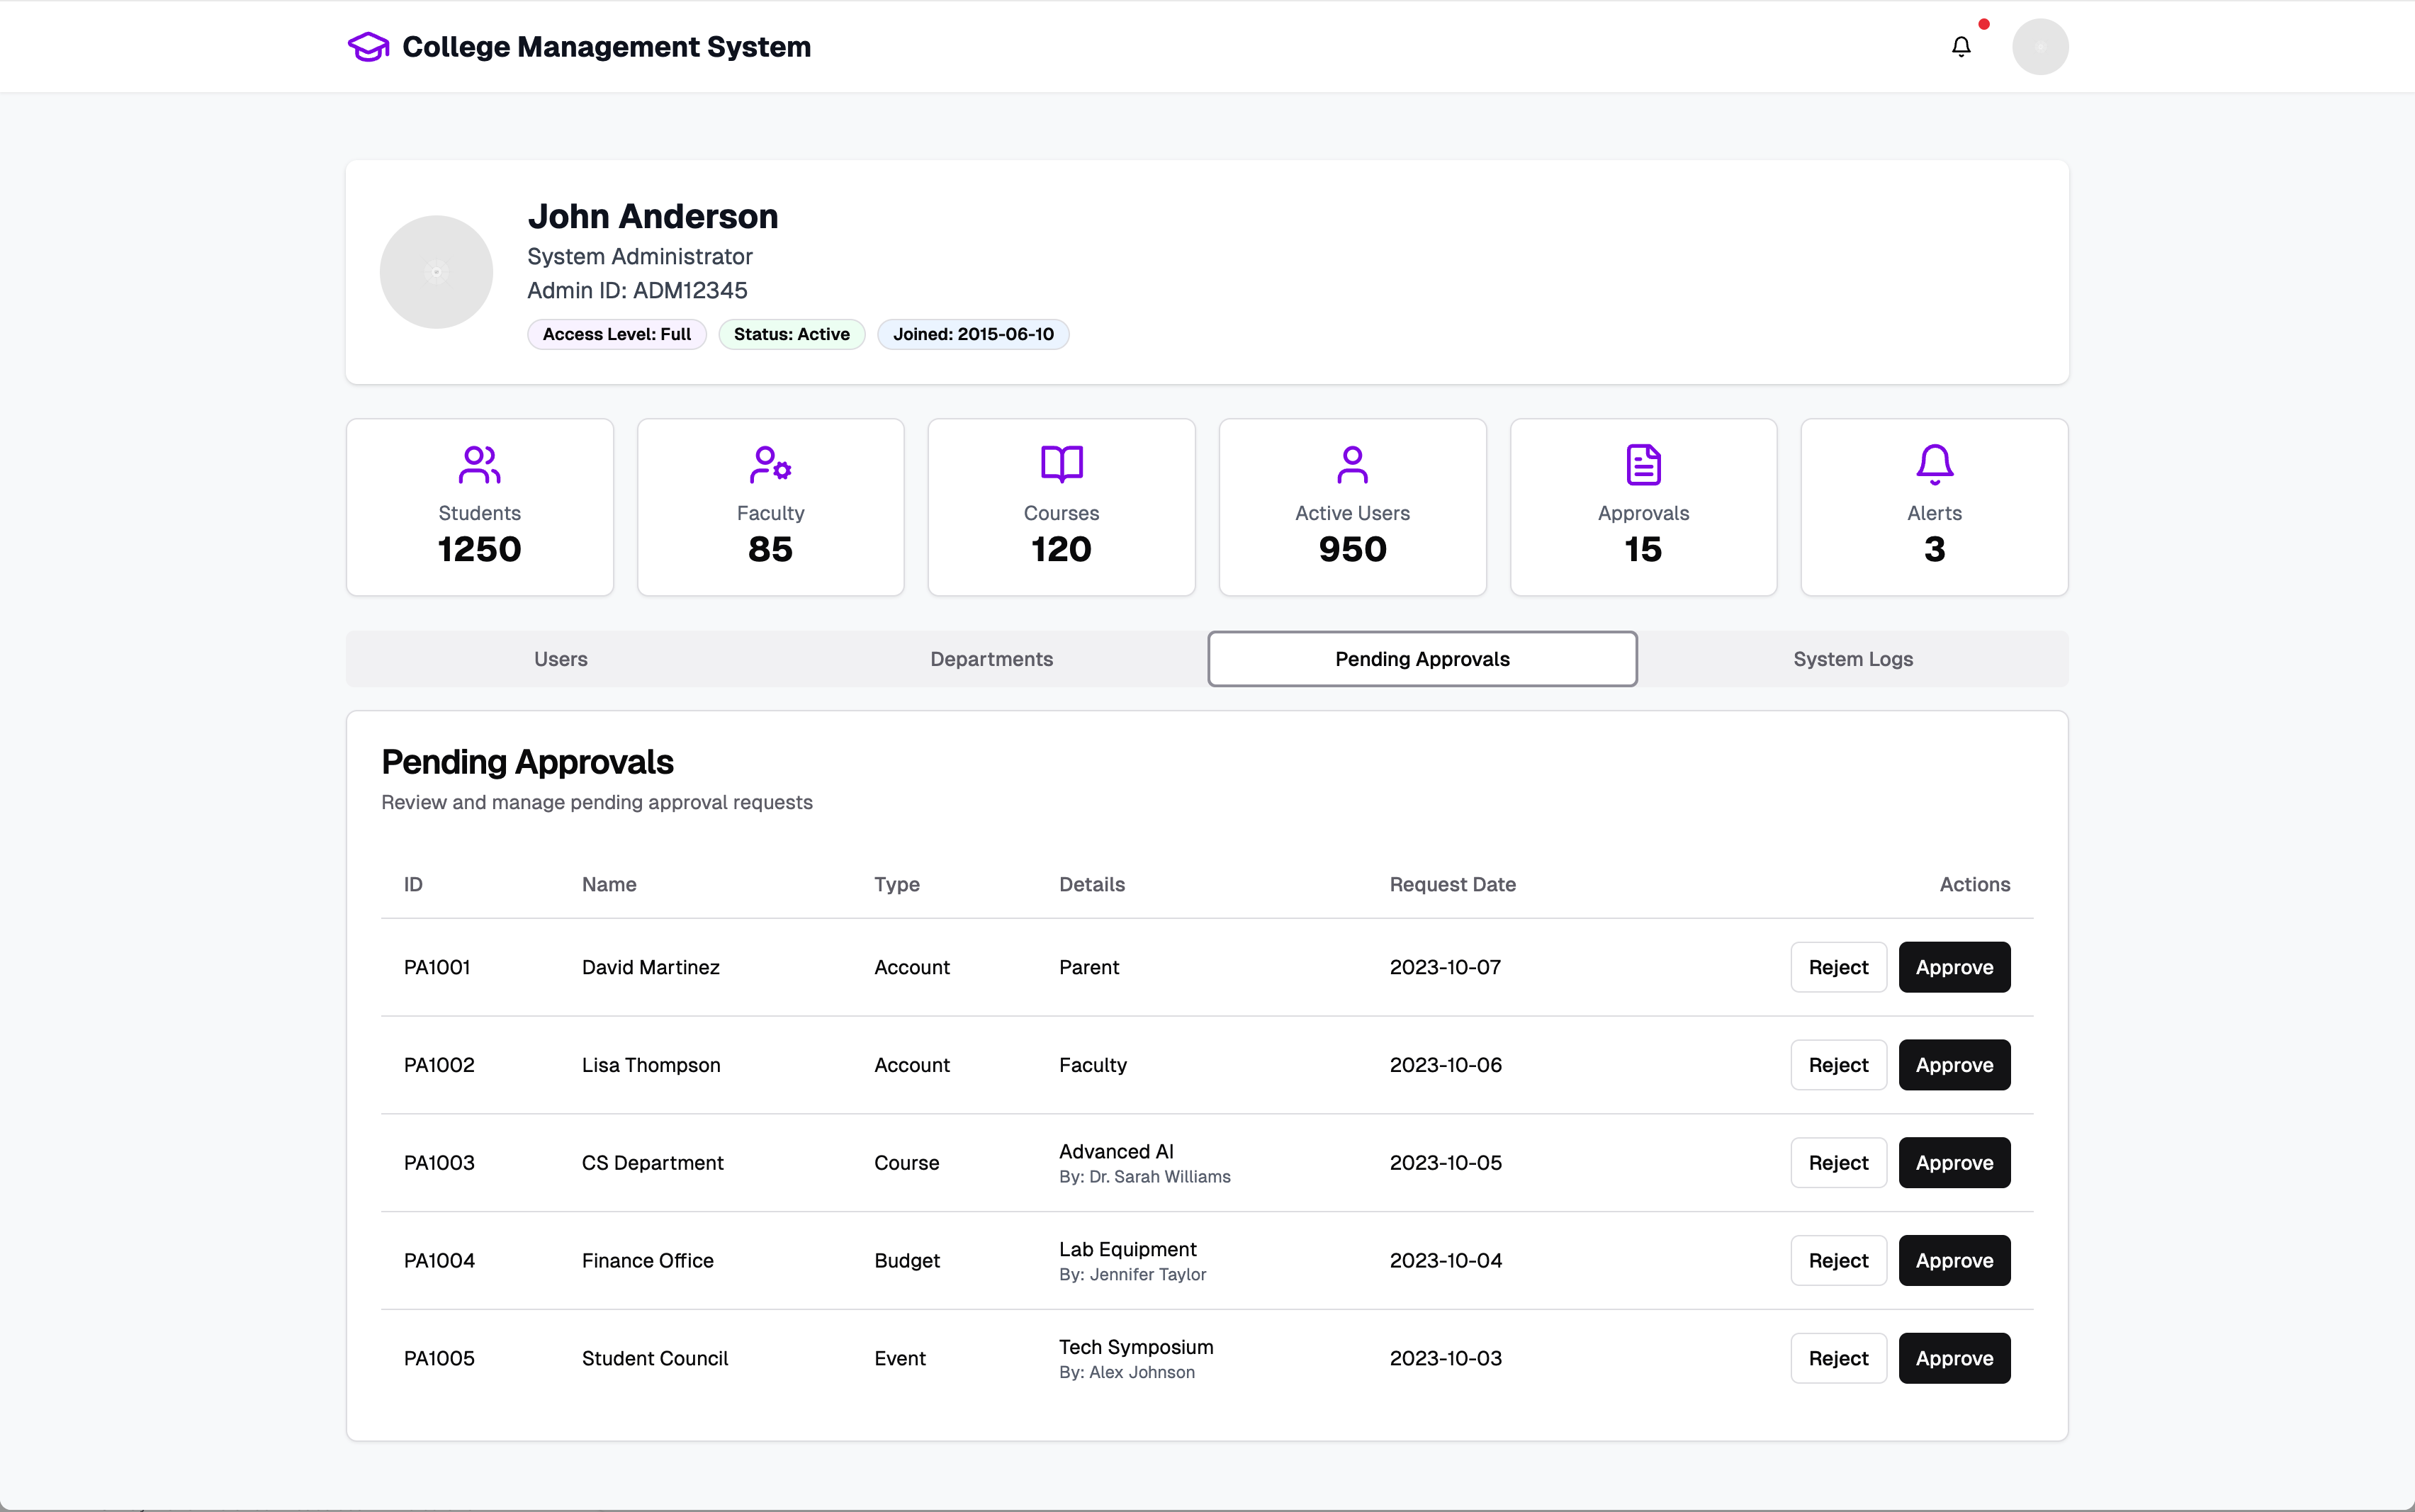 College Management System
John Anderson
System Administrator
Admin ID: ADM12345
Access Level: Full Status: Active Joined: 2015-06-10
Students Faculty Courses Active Users Approvals Alerts
1250 85 120 950 15 3
Users Departments Pending Approvals System Logs
Pending Approvals
Review and manage pending approval requests
ID Name Type Details Request Date Actions
PA1001 David Martinez Account Parent 2023-10-07 Reject Approve
PA1002 Lisa Thompson Account Faculty 2023-10-06 Reject Approve
PA1003 CS Department Course Advanced AI 2023-10-05 Reject Approve
By: Dr. Sarah Williams
PA1004 Finance Office Budget Lab Equipment 2023-10-04 Reject Approve
By: Jennifer Taylor
PA1005 Student Council Event Tech Symposium 2023-10-03 Reject Approve
By: Alex Johnson